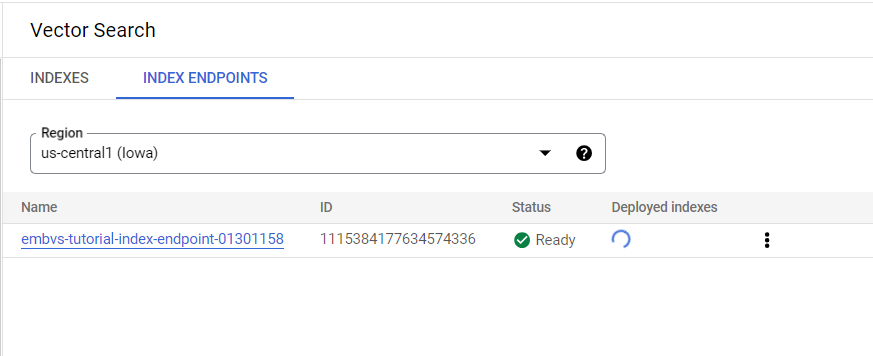 Vector Search
INDEXES INDEX ENDPOINTS
Region
us-central1 (Iowa)
Name ID Status Deployed indexes
embvs-tutorial-index-endpoint-01301158 1115384177634574336 Ready